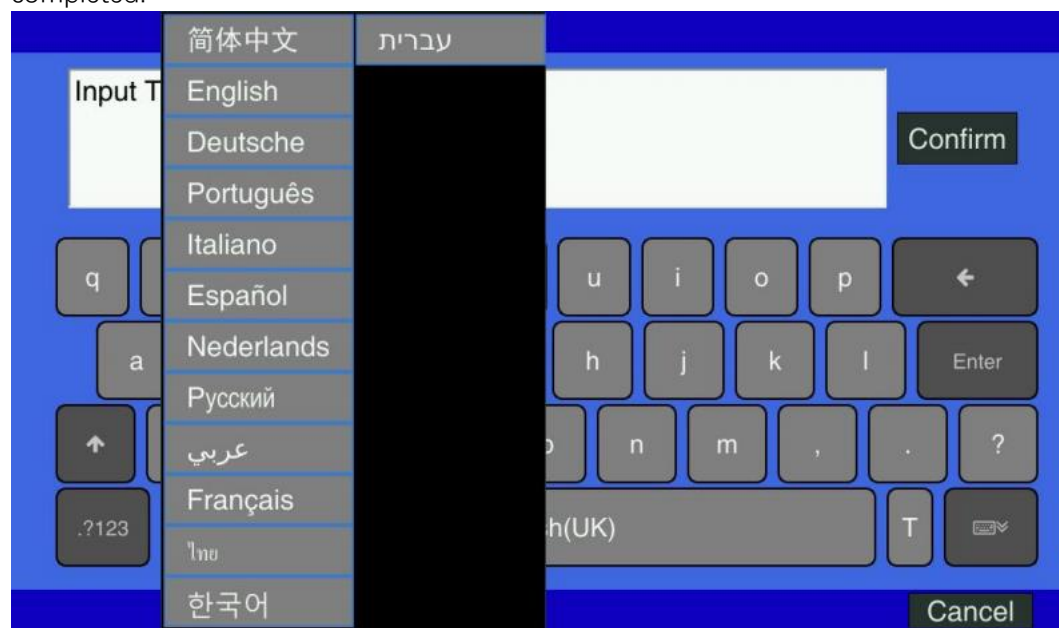 completed.
简体中文 עברית
Input T
English
Deutsche
Confirm
Português
Italiano
q u i o p
Español
Nederlands
a h j k l Enter
Русский
عربي
n m , . ?
Français
.?123 h(UK) T
ไทย
한국어
Cancel